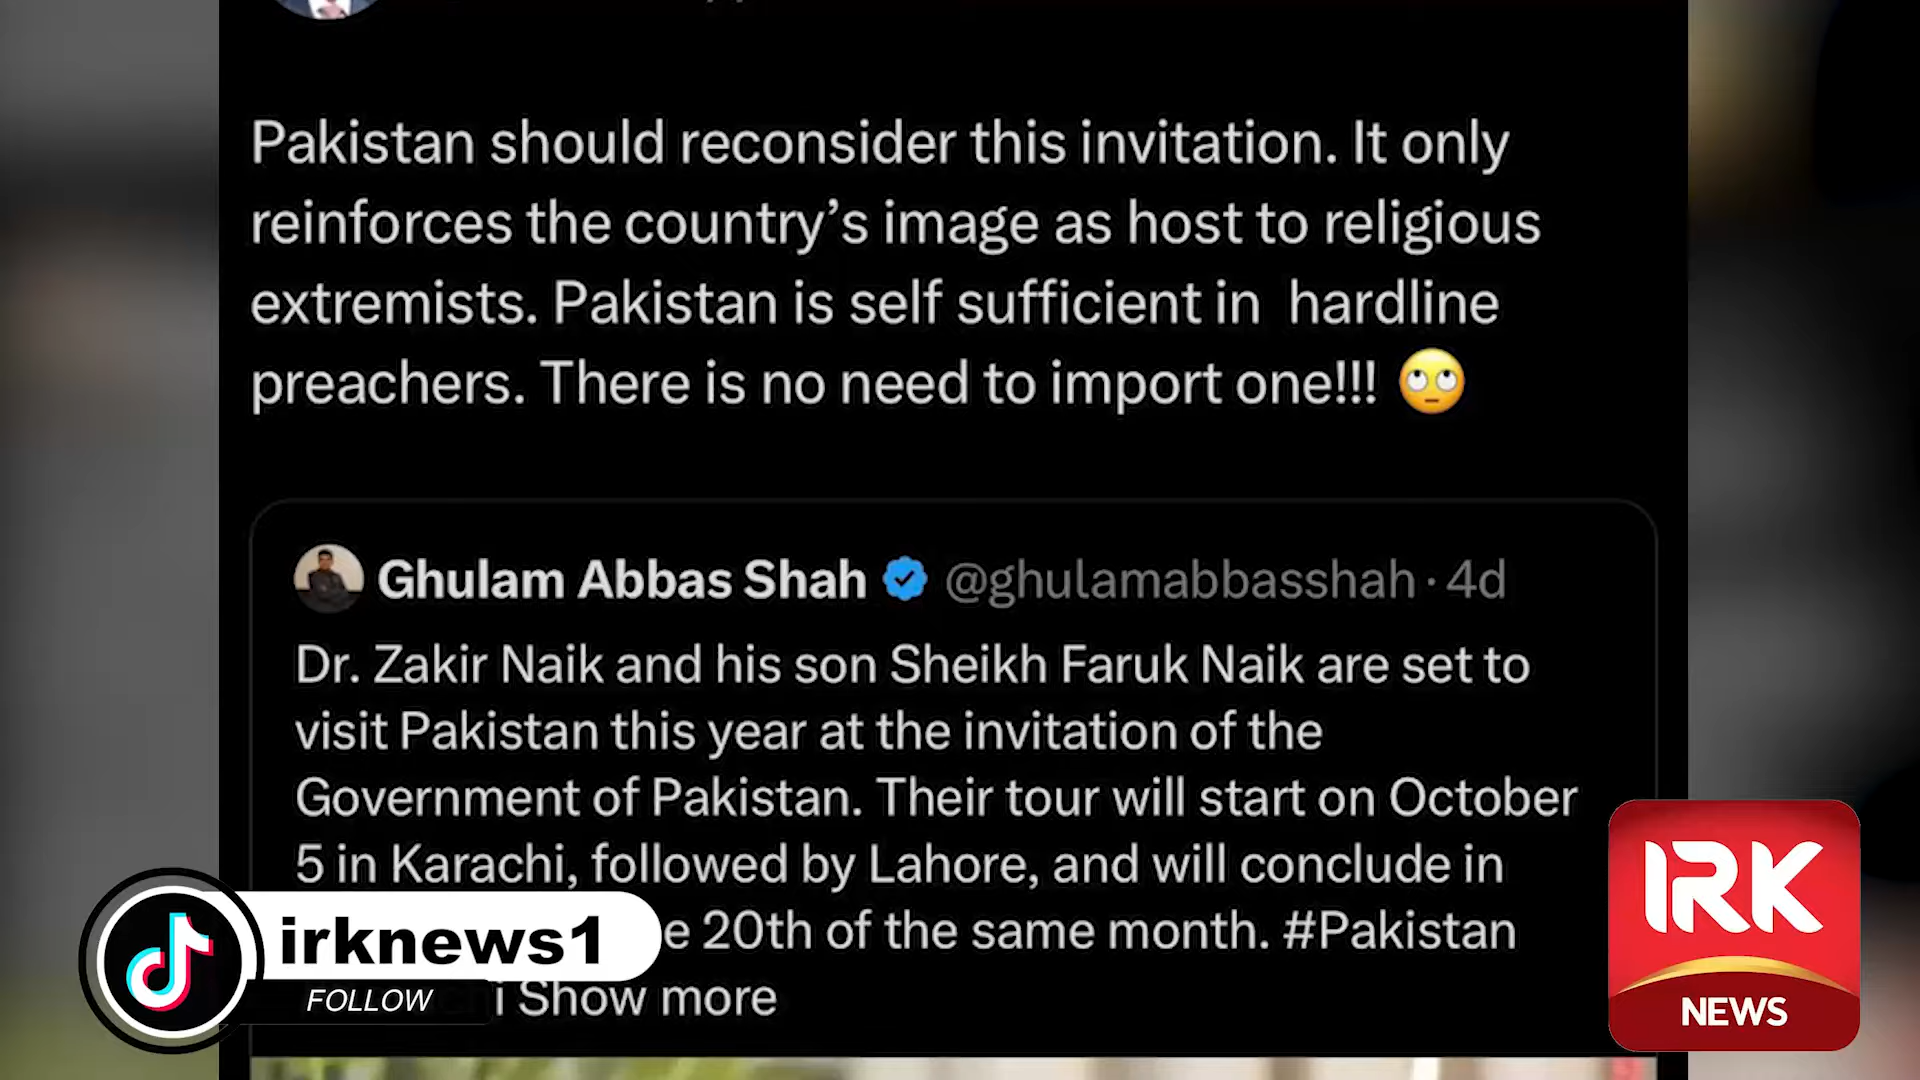 Pakistan should reconsider this invitation. It only
reinforces the country’s image as host to religious
extremists. Pakistan is self sufficient in hardline
preachers. There is no need to import one!!! 🙄
Ghulam Abbas Shah @ghulamabbasshah · 4d
Dr. Zakir Naik and his son Sheikh Faruk Naik are set to
visit Pakistan this year at the invitation of the
Government of Pakistan. Their tour will start on October
5 in Karachi, followed by Lahore, and will conclude in
20th of the same month. #Pakistan
Show more
irknews1
FOLLOW
IRK
NEWS